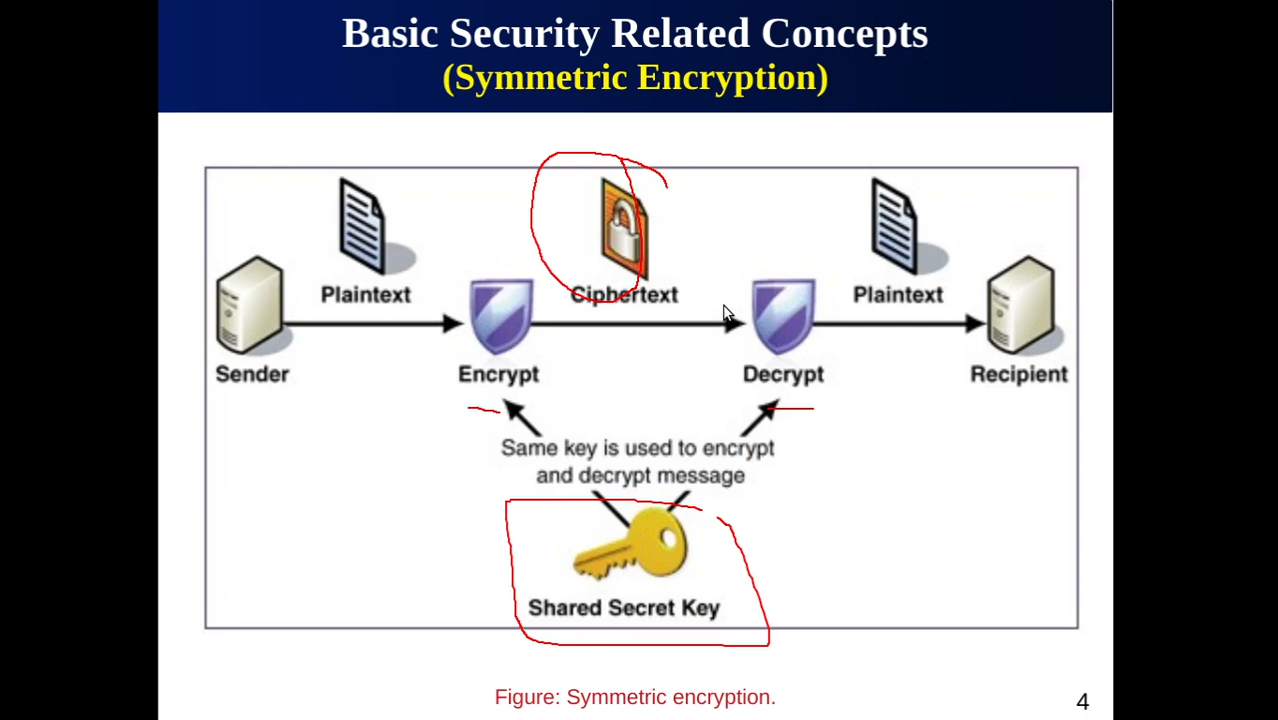 Basic Security Related Concepts
(Symmetric Encryption)
Plaintext
Ciphertext
Plaintext
Sender
Encrypt
Decrypt
Recipient
Same key is used to encrypt
and decrypt message
Shared Secret Key
Figure: Symmetric encryption.
4